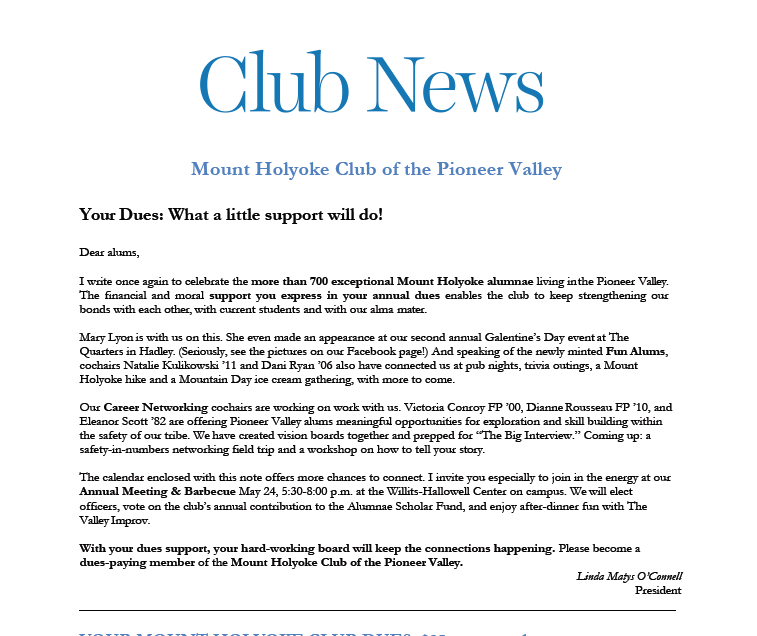 Club News
Mount Holyoke Club of the Pioneer Valley
Your Dues: What a little support will do!
Dear alums,
I write once again to celebrate the more than 700 exceptional Mount Holyoke alumnae living in the Pioneer Valley.
The financial and moral support you express in your annual dues enables the club to keep strengthening our
bonds with each other, with current students and with our alma mater.
Mary Lyon is with us on this. She even made an appearance at our second annual Galentine's Day event at The
Quarters in Hadley. (Seriously, see the pictures on our Facebook page!) And speaking of the newly minted Fun Alums,
cochairs Natalie Kulikowski '11 and Dani Ryan '06 also have connected us at pub nights, trivia outings, a Mount
Holyoke hike and a Mountain Day ice cream gathering, with more to come.
Our Career Networking cochairs are working on work with us. Victoria Conroy FP '00, Dianne Rousseau FP '10, and
Eleanor Scott '82 are offering Pioneer Valley alums meaningful opportunities for exploration and skill building within
the safety of our tribe. We have created vision boards together and prepped for “The Big Interview.” Coming up: a
safety-in-numbers networking field trip and a workshop on how to tell your story.
The calendar enclosed with this note offers more chances to connect. I invite you especially to join in the energy at our
Annual Meeting & Barbecue May 24, 5:30-8:00 p.m. at the Willits-Hallowell Center on campus. We will elect
officers, vote on the club's annual contribution to the Alumnae Scholar Fund, and enjoy after-dinner fun with The
Valley Improv.
With your dues support, your hard-working board will keep the connections happening. Please become a
dues-paying member of the Mount Holyoke Club of the Pioneer Valley.
Linda Matys O'Connell
President
YOUR MOUNT HOLYOKE CLUB DUES: